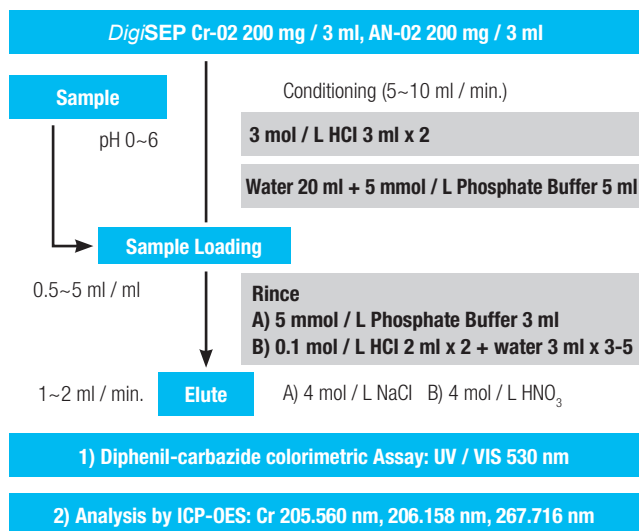 DigiSEP Cr-02 200 mg / 3 ml, AN-02 200 mg / 3 ml
Sample
Conditioning (5~10 ml / min.)
pH 0~6
3 mol / L HCl 3 ml x 2
Water 20 ml + 5 mmol / L Phosphate Buffer 5 ml
Sample Loading
0.5~5 ml / ml
Rince
A) 5 mmol / L Phosphate Buffer 3 ml
B) 0.1 mol / L HCl 2 ml x 2 + water 3 ml x 3-5
1~2 ml / min.
Elute
A) 4 mol / L NaCl B) 4 mol / L HNO₃
1) Diphenil-carbazide colorimetric Assay: UV / VIS 530 nm
2) Analysis by ICP-OES: Cr 205.560 nm, 206.158 nm, 267.716 nm